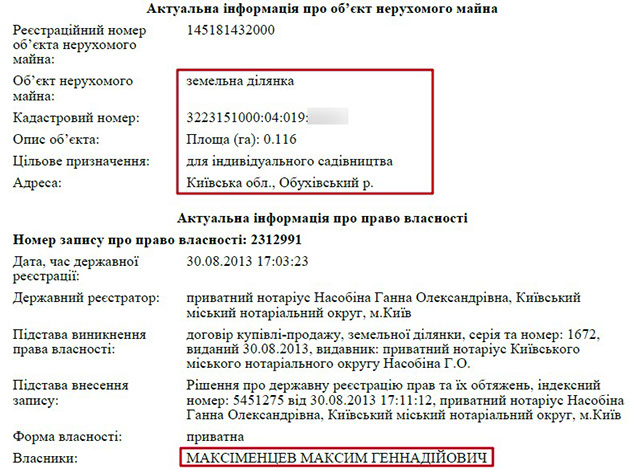 Актуальна інформація про об’єкт нерухомого майна
Реєстраційний номер 145181432000
об’єкта нерухомого
майна:
Об’єкт нерухомого земельна ділянка
майна:
Кадастровий номер: 3223151000:04:019:
Опис об’єкта: Площа (га): 0.116
Цільове призначення: для індивідуального садівництва
Адреса: Київська обл., Обухівський р.
Актуальна інформація про право власності
Номер запису про право власності: 2312991
Дата, час державної 30.08.2013 17:03:23
реєстрації:
Державний реєстратор: приватний нотаріус Насобіна Ганна Олександрівна, Київський
міський нотаріальний округ, м.Київ
Підстава виникнення договір купівлі-продажу, земельної ділянки, серія та номер: 1672,
права власності: виданий 30.08.2013, видавник: приватний нотаріус Київського
міського нотаріального округу Насобіна Г.О.
Підстава внесення Рішення про державну реєстрацію прав та їх обтяжень, індексний
запису: номер: 5451275 від 30.08.2013 17:11:12, приватний нотаріус Насобіна
Ганна Олександрівна, Київський міський нотаріальний округ, м.Київ
Форма власності: приватна
Власники: МАКСІМЕНЦЕВ МАКСИМ ГЕННАДІЙОВИЧ